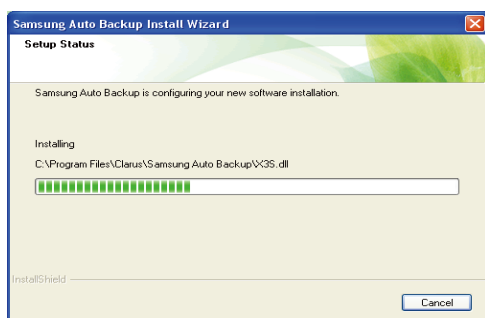 Samsung Auto Backup Install Wizard
Setup Status
Samsung Auto Backup is configuring your new software installation.
Installing
C:\Program Files\Clarus\Samsung Auto Backup\X3S.dll
InstallShield
Cancel